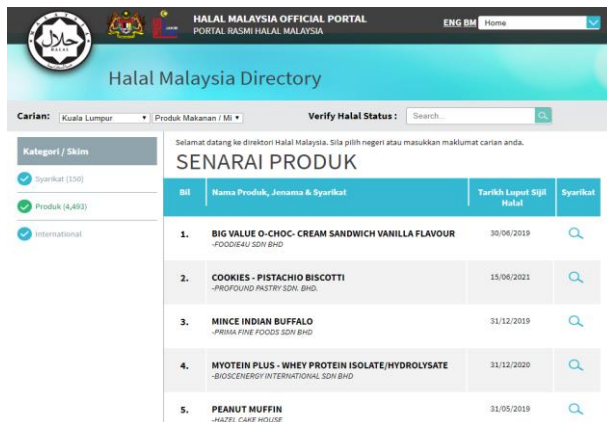 HALAL MALAYSIA OFFICIAL PORTAL
PORTAL RASMI HALAL MALAYSIA
ENG BM Home
حلال
HALAL
Halal Malaysia Directory
Carian: Kuala Lumpur Produk Makanan / Mi Verify Halal Status : Search...
Kategori / Skim
Syarikat (150)
Produk (4,493)
International
Selamat datang ke direktori Halal Malaysia. Sila pilih negeri atau masukkan maklumat carian anda.
SENARAI PRODUK
Bil Nama Produk, Jenama & Syarikat Tarikh Luput Sijil Halal Syarikat
1. BIG VALUE O-CHOC- CREAM SANDWICH VANILLA FLAVOUR 30/06/2019
-FOODIE4U SDN BHD
2. COOKIES - PISTACHIO BISCOTTI 15/06/2021
-PROFOUND PASTRY SDN. BHD.
3. MINCE INDIAN BUFFALO 31/12/2019
-PRIMA FINE FOODS SDN BHD
4. MYOTEIN PLUS - WHEY PROTEIN ISOLATE/HYDROLYSATE 31/12/2020
-BIOSCENERGY INTERNATIONAL SDN BHD
5. PEANUT MUFFIN 31/05/2019
-HAZEL CAKE HOUSE